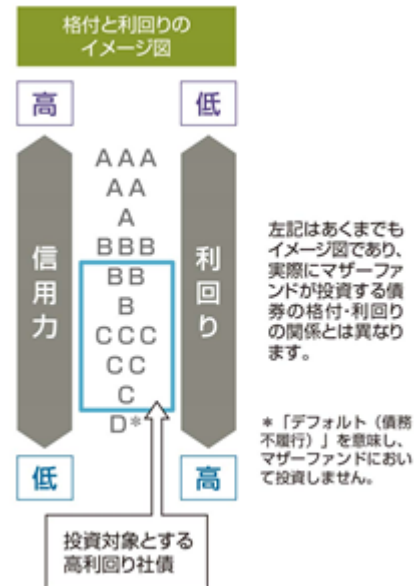 格付と利回りの
イメージ図
高
低
信用力
利回り
AAA
AA
A
BBB
BB
B
CCC
CC
C
D*
低
高
投資対象とする
高利回り社債
左記はあくまでも
イメージ図であり、
実際にマザーファ
ンドが投資する債
券の格付・利回り
の関係とは異なり
ます。
*「デフォルト（債務
不履行）」を意味し、
マザーファンドにおい
て投資しません。